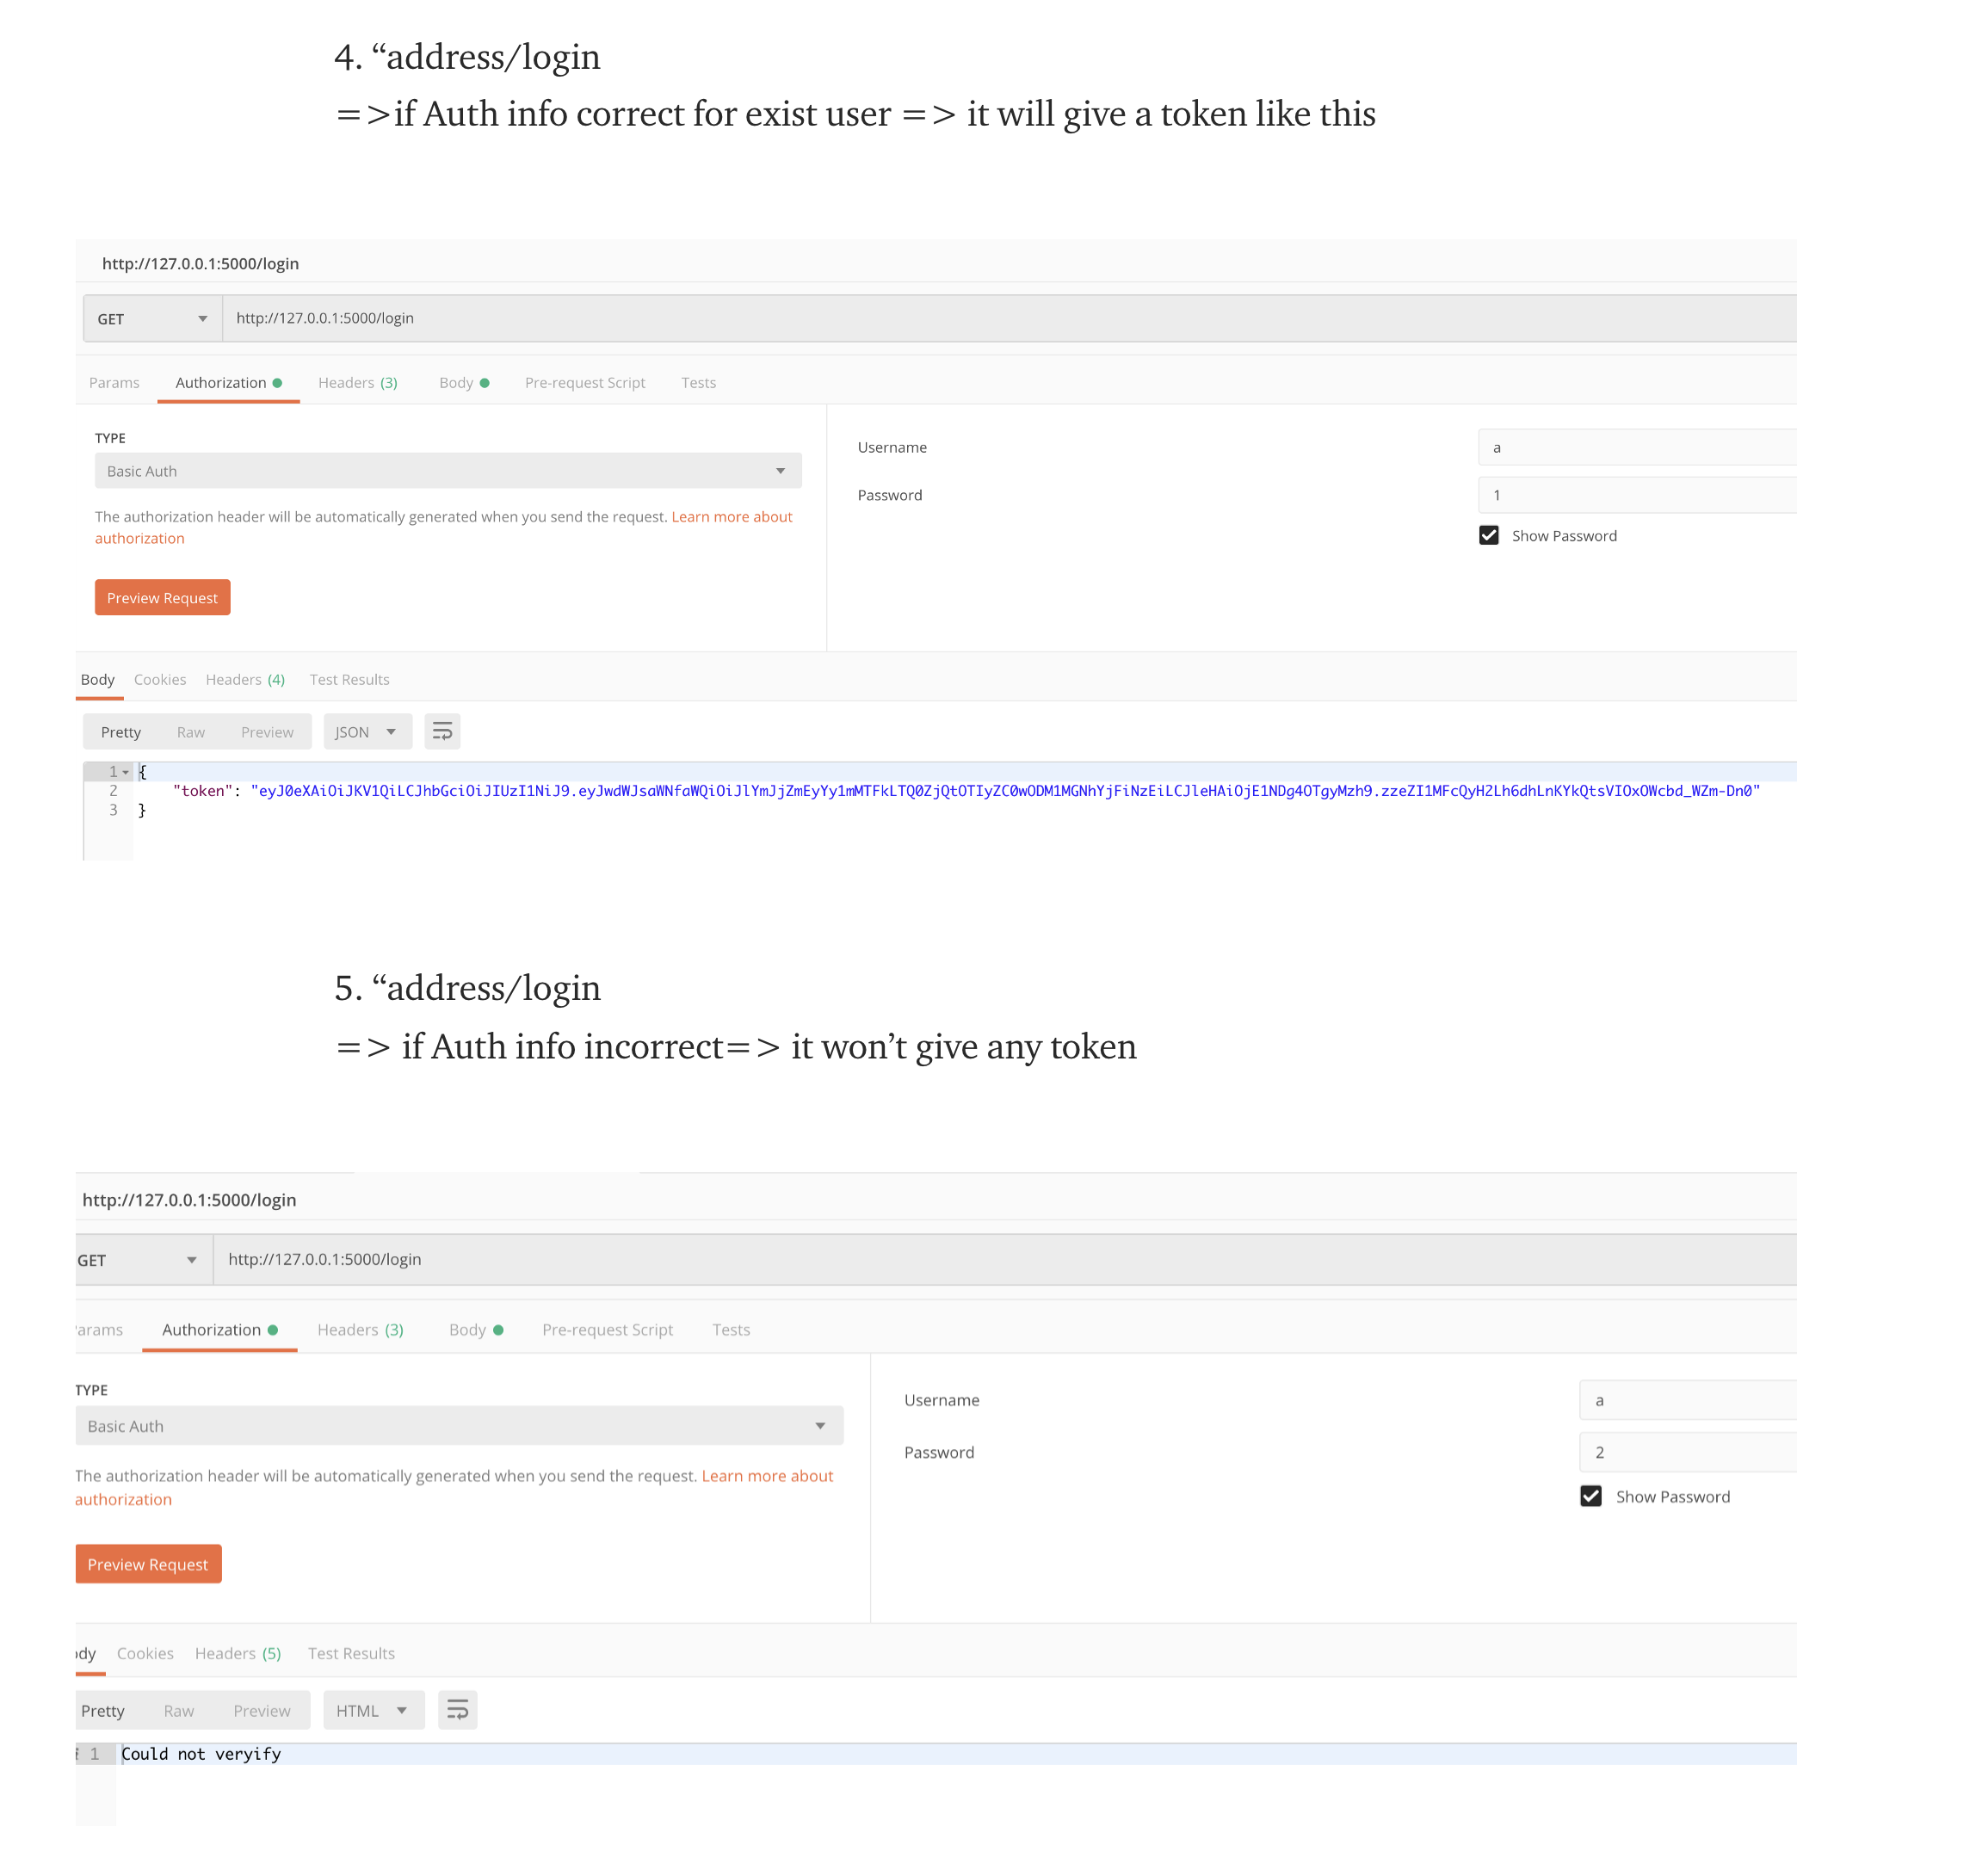 4. “address/login
=>if Auth info correct for exist user => it will give a token like this
http://127.0.0.1:5000/login
GET http://127.0.0.1:5000/login
Params Authorization Headers (3) Body Pre-request Script Tests
TYPE
Basic Auth
The authorization header will be automatically generated when you send the request. Learn more about
authorization
Preview Request
Username a
Password 1
Show Password
Body Cookies Headers (4) Test Results
Pretty Raw Preview JSON
1 {
2 "token": "eyJ0eXAiOiJKV1QiLCJhbGciOiJIUzI1NiJ9.eyJwdWJsaWNfaWQiOiJlYmJjZmEyYy1mMTFkLTQ0ZjQtOTIyZC0wODM1MGNhYjFiNzEiLCJleHAiOjE1NDg4OTgyMzh9.zzeZI1MFcQyH2Lh6dhLnKYkQtsVIOxOWcbd_WZm-Dn0"
3 }
5. “address/login
=> if Auth info incorrect=> it won’t give any token
http://127.0.0.1:5000/login
GET http://127.0.0.1:5000/login
arams Authorization Headers (3) Body Pre-request Script Tests
TYPE
Basic Auth
The authorization header will be automatically generated when you send the request. Learn more about
authorization
Preview Request
Username a
Password 2
Show Password
dy Cookies Headers (5) Test Results
Pretty Raw Preview HTML
1 Could not veryify